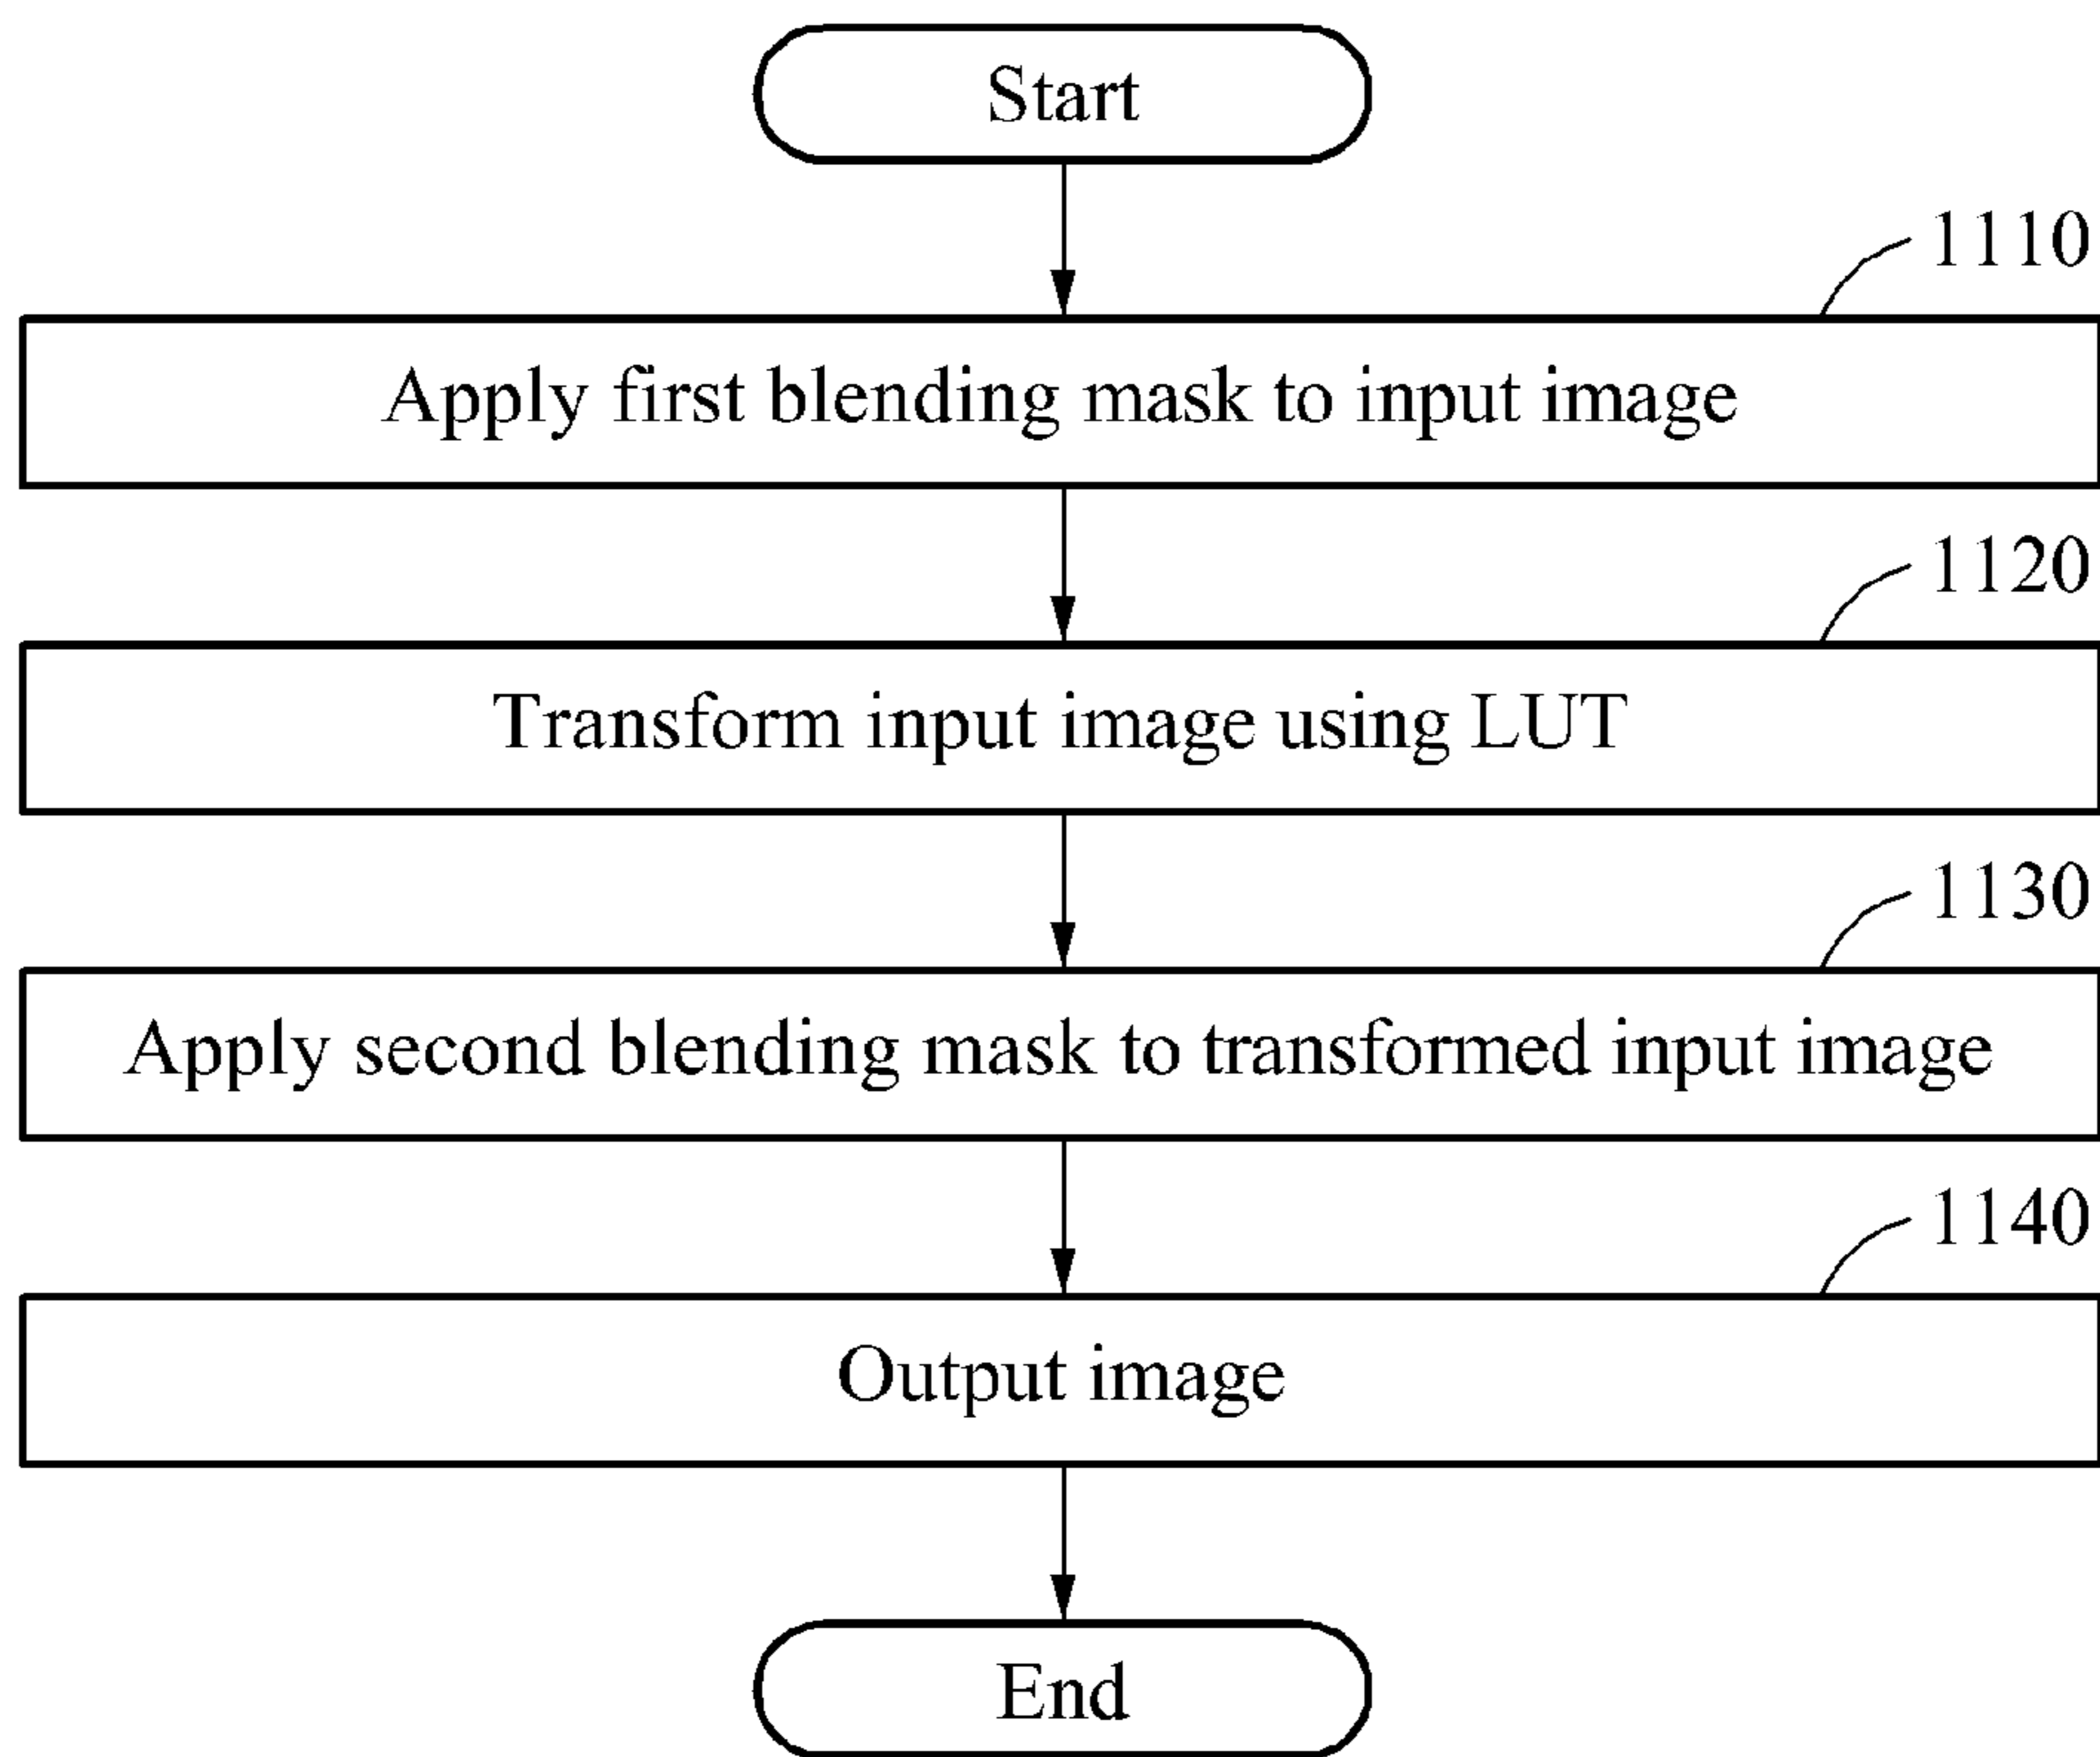 Start
1110
Apply first blending mask to input image
1120
Transform input image using LUT
1130
Apply second blending mask to transformed input image
1140
Output image
End